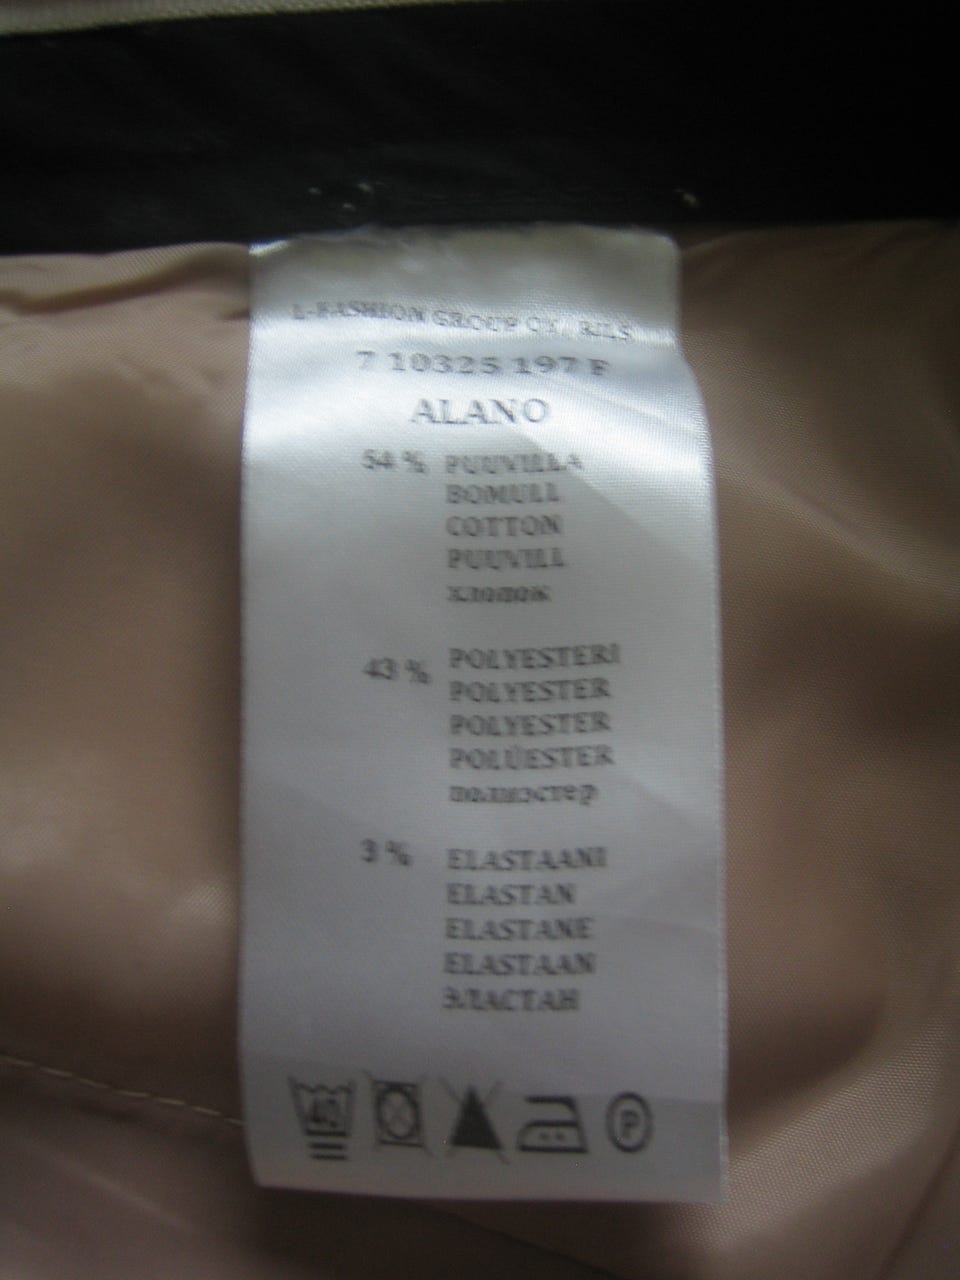 L-FASHION GROUP OY, RILS
7 10325 197 F
ALANO
54 % PUUVILLA
BOMULL
COTTON
PUUVILL
хлопок
43 % POLYESTERI
POLYESTER
POLYESTER
POLÜESTER
полиэстер
3 % ELASTAANI
ELASTAN
ELASTANE
ELASTAAN
ЭЛАСТАН
40 P